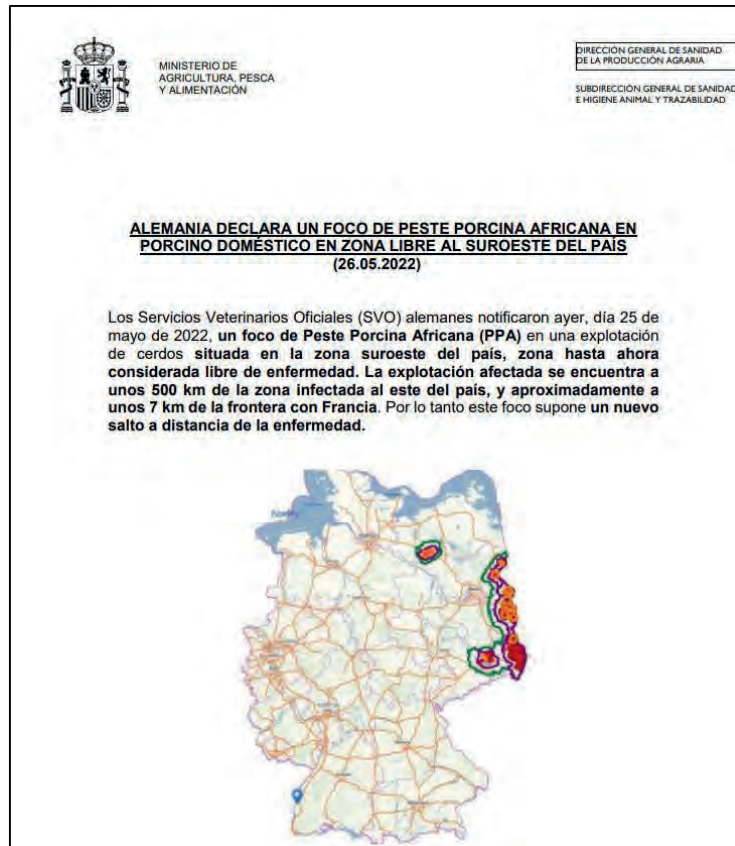 MINISTERIO DE
AGRICULTURA, PESCA
Y ALIMENTACIÓN
DIRECCIÓN GENERAL DE SANIDAD
DE LA PRODUCCIÓN AGRARIA
SUBDIRECCIÓN GENERAL DE SANIDAD
E HIGIENE ANIMAL Y TRAZABILIDAD
ALEMANIA DECLARA UN FOCO DE PESTE PORCINA AFRICANA EN
PORCINO DOMÉSTICO EN ZONA LIBRE AL SUROESTE DEL PAÍS
(26.05.2022)
Los Servicios Veterinarios Oficiales (SVO) alemanes notificaron ayer, día 25 de
mayo de 2022, un foco de Peste Porcina Africana (PPA) en una explotación
de cerdos situada en la zona suroeste del país, zona hasta ahora
considerada libre de enfermedad. La explotación afectada se encuentra a
unos 500 km de la zona infectada al este del país, y aproximadamente a
unos 7 km de la frontera con Francia. Por lo tanto este foco supone un nuevo
salto a distancia de la enfermedad.